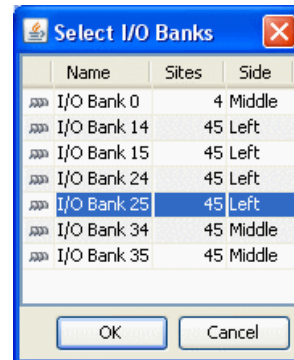 Select I/O Banks
Name Sites Side
I/O Bank 0 4 Middle
I/O Bank 14 45 Left
I/O Bank 15 45 Left
I/O Bank 24 45 Left
I/O Bank 25 45 Left
I/O Bank 34 45 Middle
I/O Bank 35 45 Middle
OK Cancel